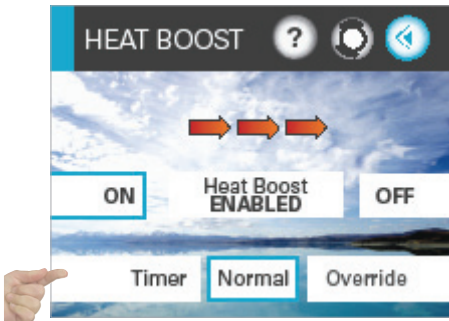 HEAT BOOST ?
ON
Heat Boost
ENABLED
OFF
Timer Normal Override